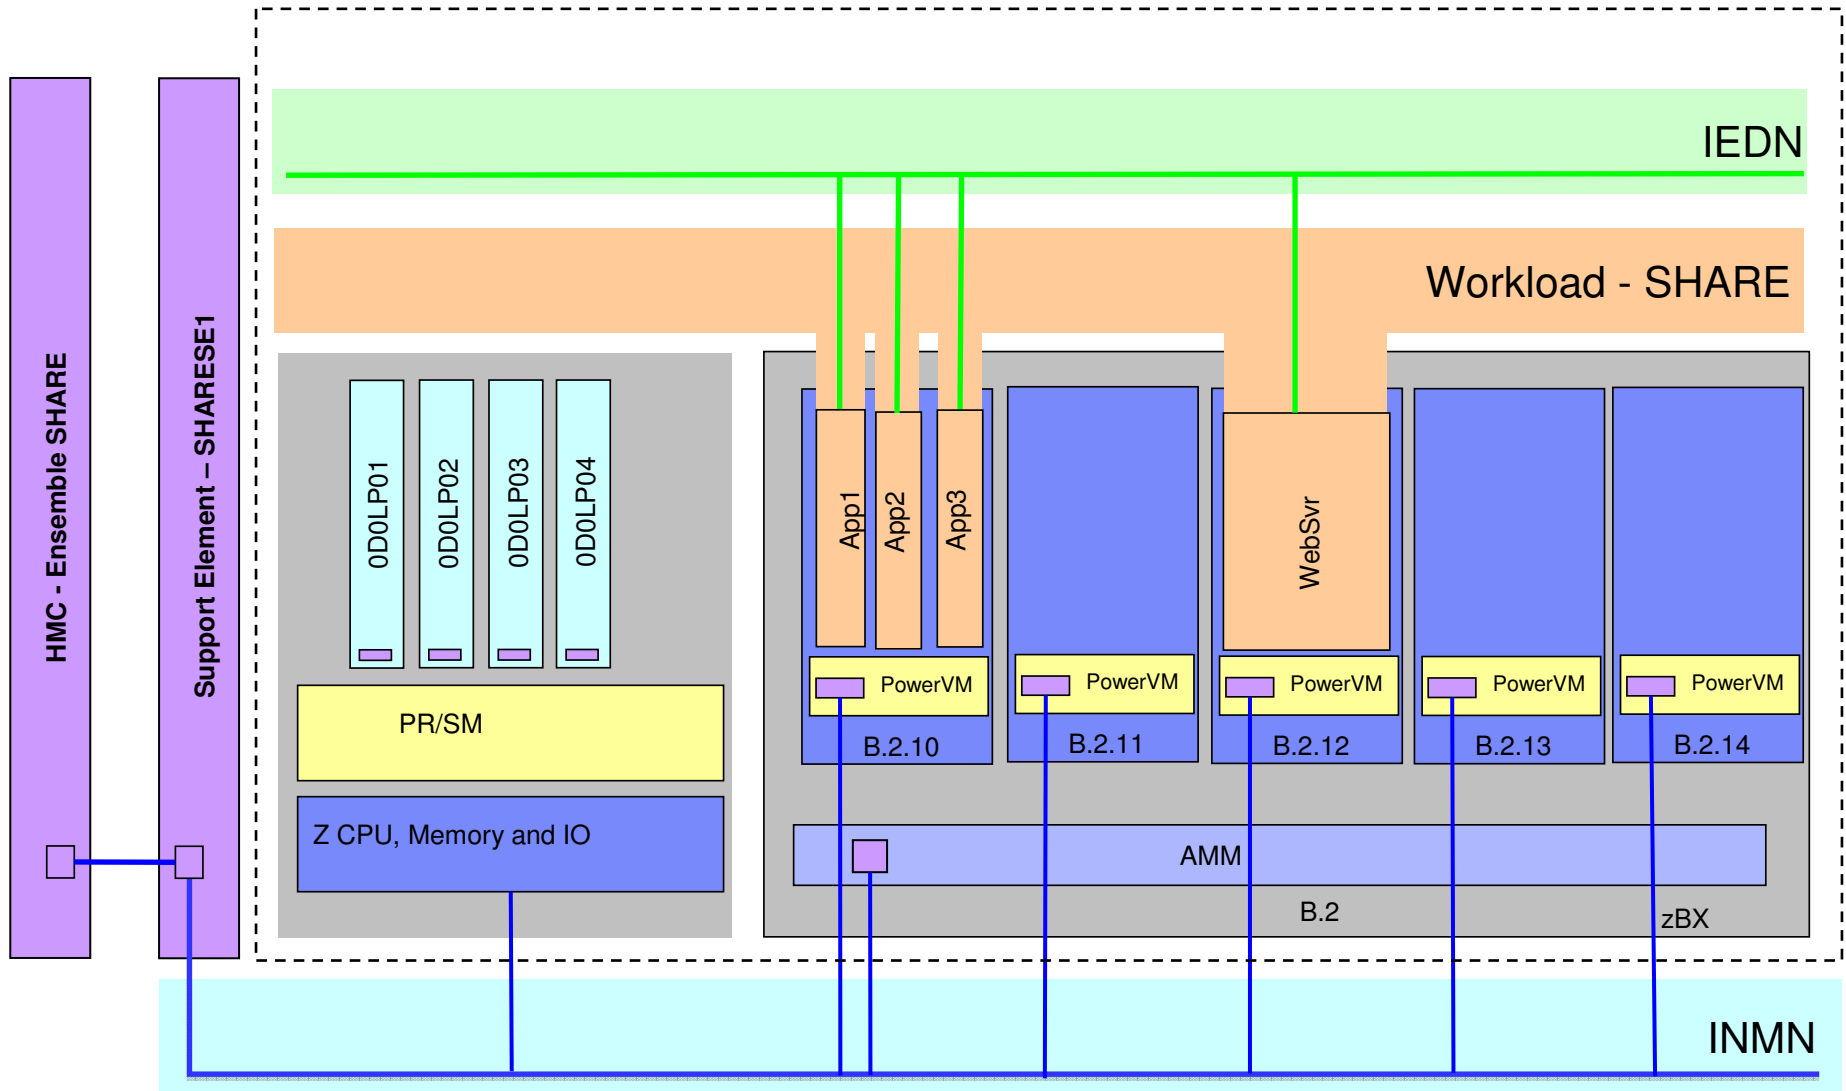 IEDN
Workload - SHARE
HMC - Ensemble SHARE
Support Element – SHARESE1
0D0LP01
0D0LP02
0D0LP03
0D0LP04
App1
App2
App3
WebSvr
PR/SM
PowerVM
PowerVM
PowerVM
PowerVM
PowerVM
B.2.10
B.2.11
B.2.12
B.2.13
B.2.14
Z CPU, Memory and IO
AMM
B.2
zBX
INMN